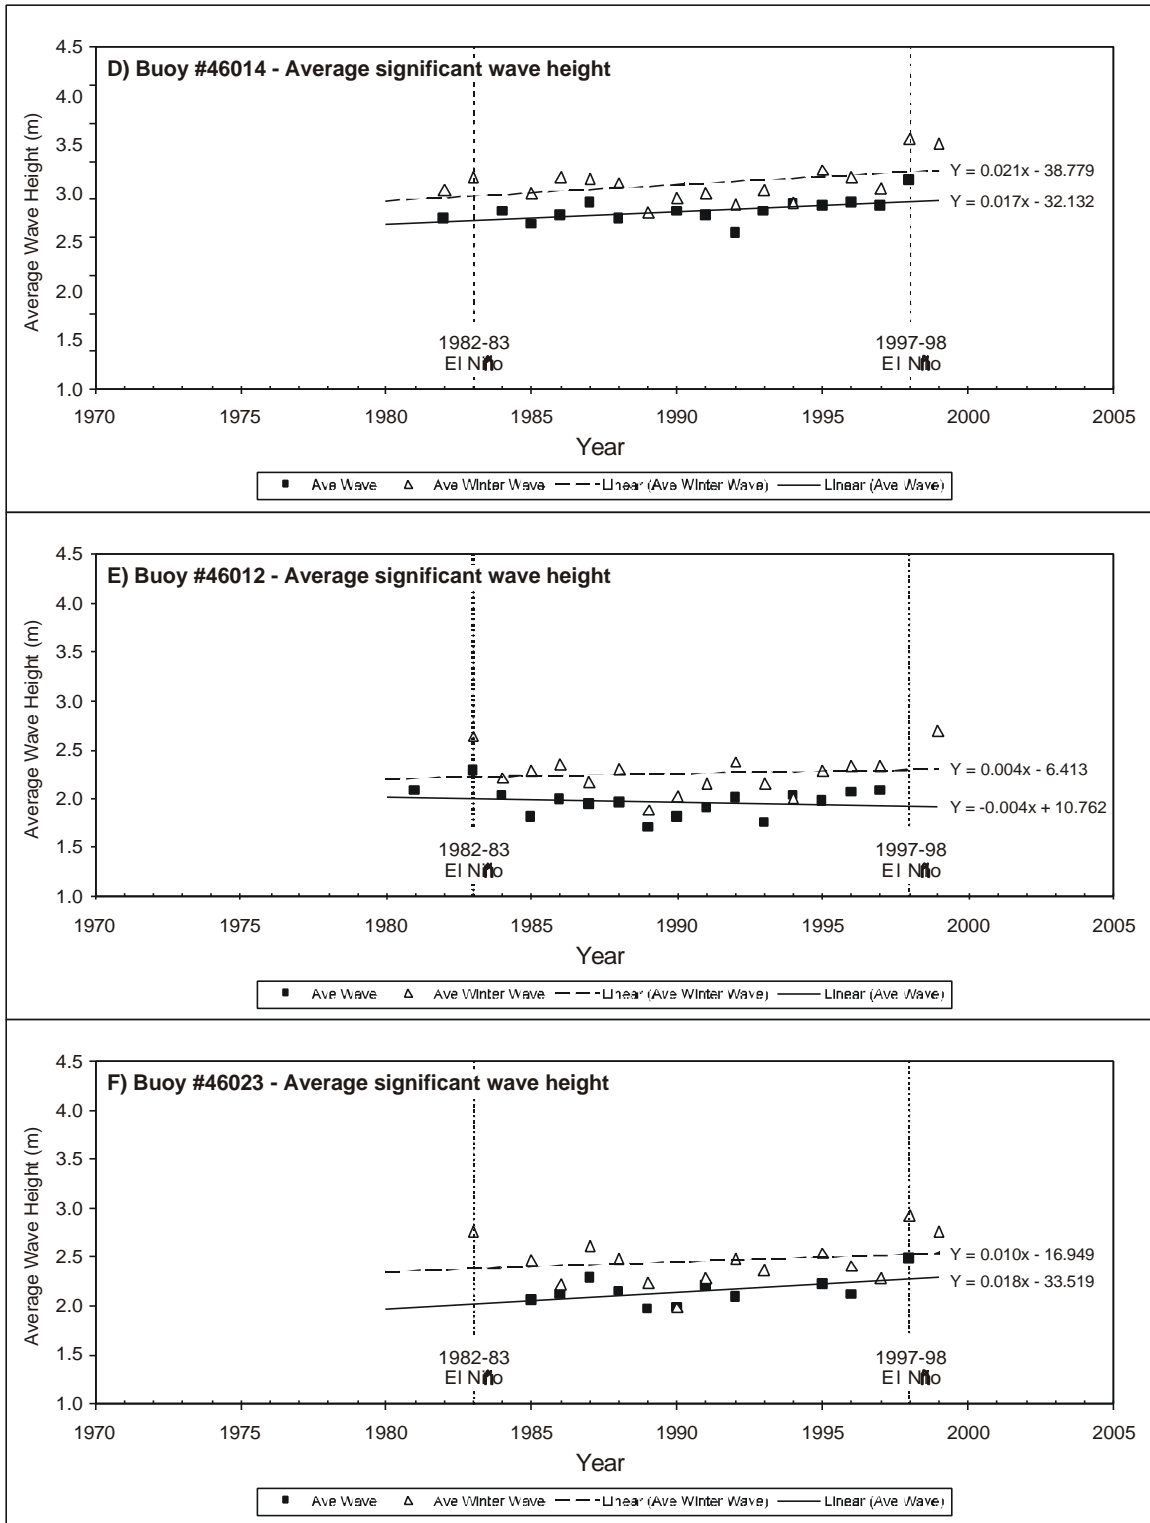 D) Buoy #46014 - Average significant wave height
Average Wave Height (m)
4.5
4.0
3.5
3.0
2.5
2.0
1.5
1.0
Y = 0.021x - 38.779
Y = 0.017x - 32.132
1982-83
El Niño
1997-98
El Niño
1970 1975 1980 1985 1990 1995 2000 2005
Year
Ave Wave Ave Winter Wave Linear (Ave Winter Wave) Linear (Ave Wave)
E) Buoy #46012 - Average significant wave height
Average Wave Height (m)
4.5
4.0
3.5
3.0
2.5
2.0
1.5
1.0
Y = 0.004x - 6.413
Y = -0.004x + 10.762
1982-83
El Niño
1997-98
El Niño
1970 1975 1980 1985 1990 1995 2000 2005
Year
Ave Wave Ave Winter Wave Linear (Ave Winter Wave) Linear (Ave Wave)
F) Buoy #46023 - Average significant wave height
Average Wave Height (m)
4.5
4.0
3.5
3.0
2.5
2.0
1.5
1.0
Y = 0.010x - 16.949
Y = 0.018x - 33.519
1982-83
El Niño
1997-98
El Niño
1970 1975 1980 1985 1990 1995 2000 2005
Year
Ave Wave Ave Winter Wave Linear (Ave Winter Wave) Linear (Ave Wave)